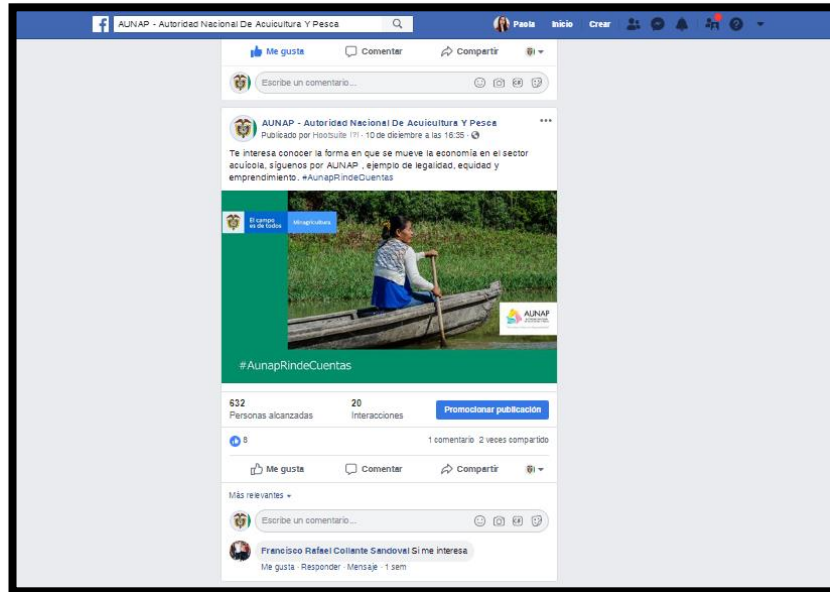 AUNAP - Autoridad Nacional De Acuicultura Y Pesca
Paola Inicio Crear
Me gusta Comentar Compartir
Escribe un comentario...
AUNAP - Autoridad Nacional De Acuicultura Y Pesca
Publicado por Hootsuite [?] · 10 de diciembre a las 16:35 ·
Te interesa conocer la forma en que se mueve la economía en el sector
acuícola, síguenos por AUNAP , ejemplo de legalidad, equidad y
emprendimiento. #AunapRindeCuentas
El campo
es de todos
Minagricultura
AUNAP
#AunapRindeCuentas
632
Personas alcanzadas
20
Interacciones
Promocionar publicación
8
1 comentario 2 veces compartido
Me gusta Comentar Compartir
Más relevantes
Escribe un comentario...
Francisco Rafael Collante Sandoval Si me interesa
Me gusta · Responder · Mensaje · 1 sem